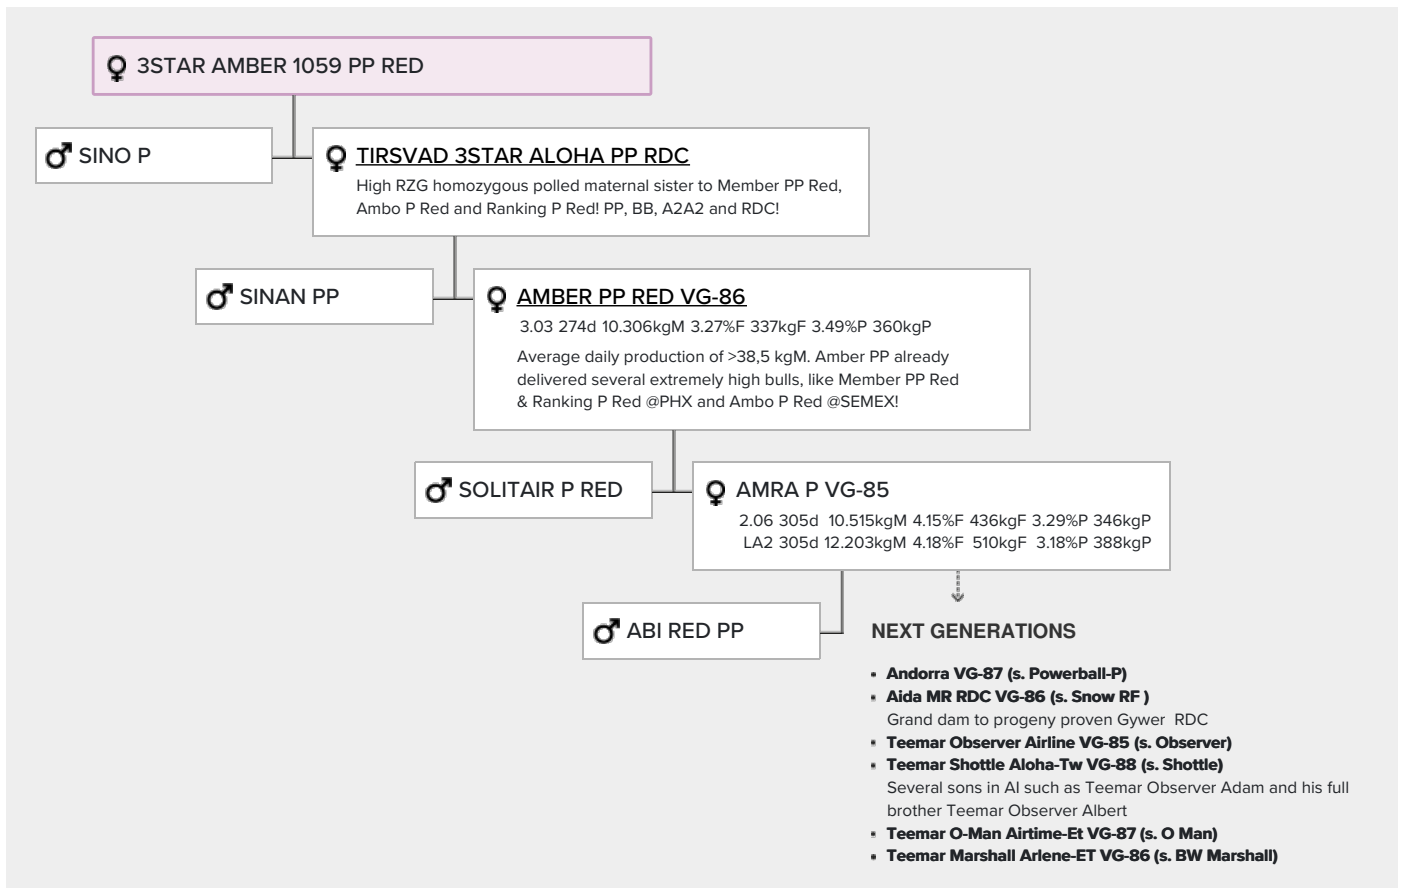 3STAR AMBER 1059 PP RED
SINO P
TIRSVAD 3STAR ALOHA PP RDC
High RZG homozygous polled maternal sister to Member PP Red,
Ambo P Red and Ranking P Red! PP, BB, A2A2 and RDC!
SINAN PP
AMBER PP RED VG-86
3.03 274d 10.306kgM 3.27%F 337kgF 3.49%P 360kgP
Average daily production of >38,5 kgM. Amber PP already
delivered several extremely high bulls, like Member PP Red
& Ranking P Red @PHX and Ambo P Red @SEMEX!
SOLITAIR P RED
AMRA P VG-85
2.06 305d 10.515kgM 4.15%F 436kgF 3.29%P 346kgP
LA2 305d 12.203kgM 4.18%F 510kgF 3.18%P 388kgP
ABI RED PP
NEXT GENERATIONS
Andorra VG-87 (s. Powerball-P)
Aida MR RDC VG-86 (s. Snow RF )
Grand dam to progeny proven Gywer RDC
Teemar Observer Airline VG-85 (s. Observer)
Teemar Shottle Aloha-Tw VG-88 (s. Shottle)
Several sons in AI such as Teemar Observer Adam and his full
brother Teemar Observer Albert
Teemar O-Man Airtime-Et VG-87 (s. O Man)
Teemar Marshall Arlene-ET VG-86 (s. BW Marshall)